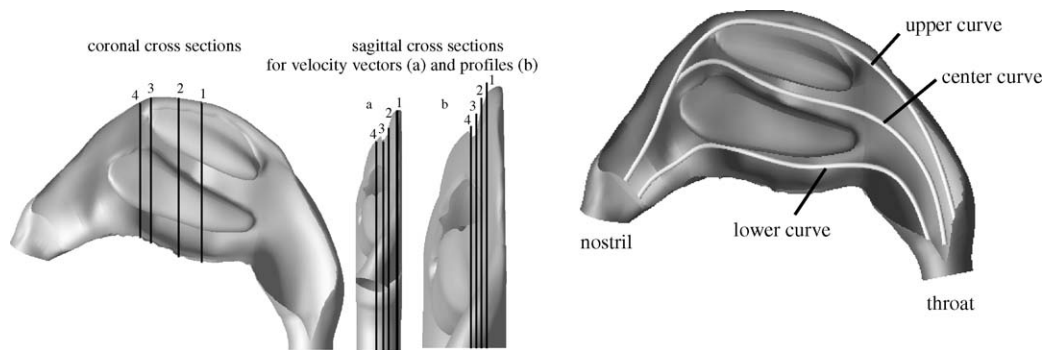 coronal cross sections
4
3
2
1
sagittal cross sections
for velocity vectors (a) and profiles (b)
a
4
3
2
1
b
4
3
2
1
upper curve
center curve
lower curve
nostril
throat